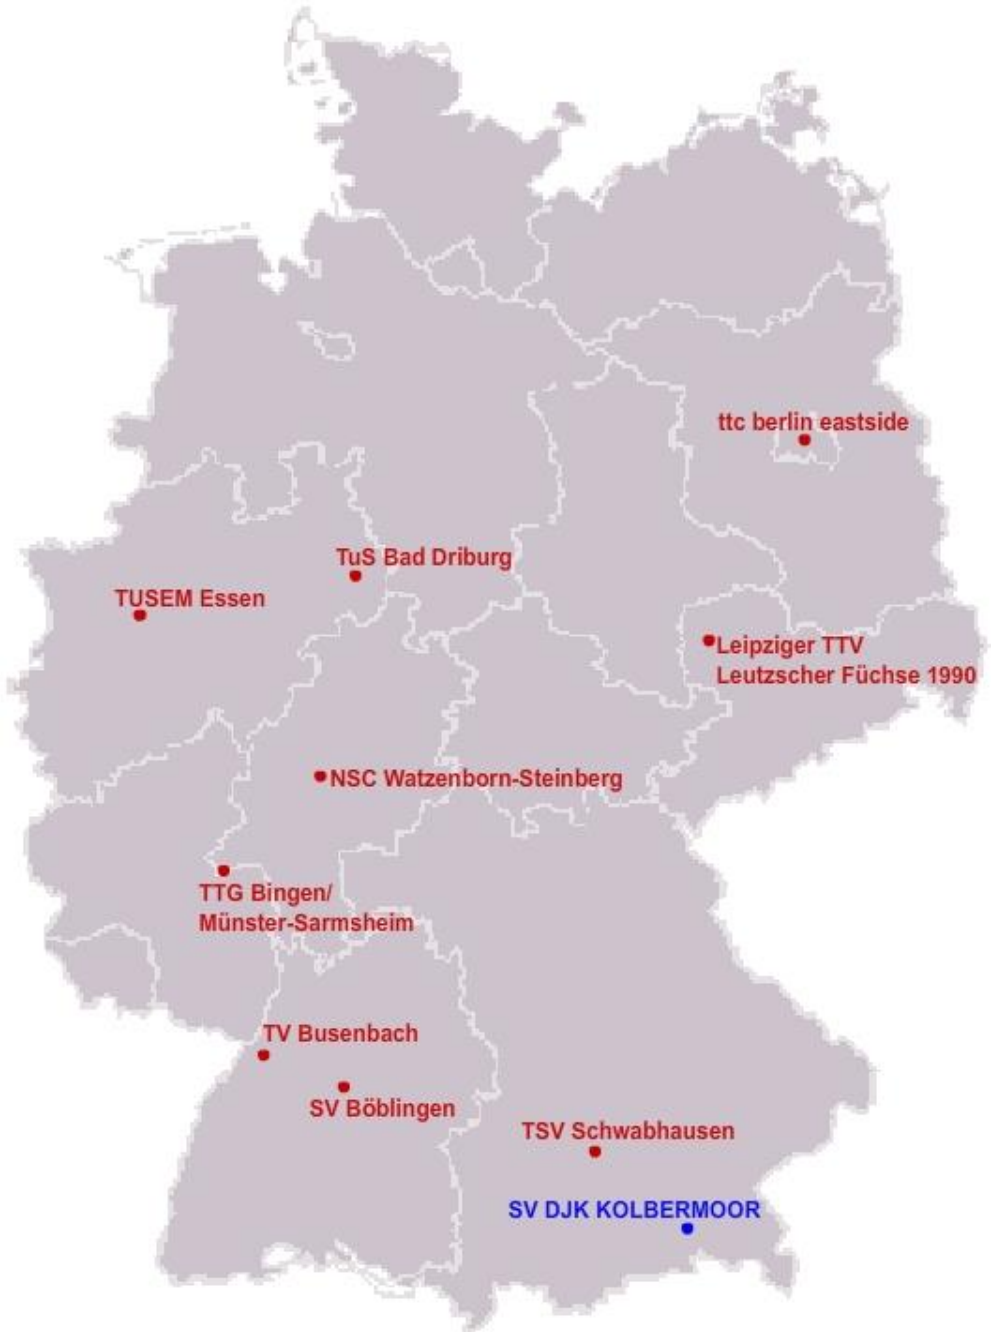 ttc berlin eastside
TuS Bad Driburg
TUSEM Essen
Leipziger TTV
Leutzscher Füchse 1990
NSC Watzenborn-Steinberg
TTG Bingen/
Münster-Sarmsheim
TV Busenbach
SV Böblingen
TSV Schwabhausen
SV DJK KOLBERMOOR